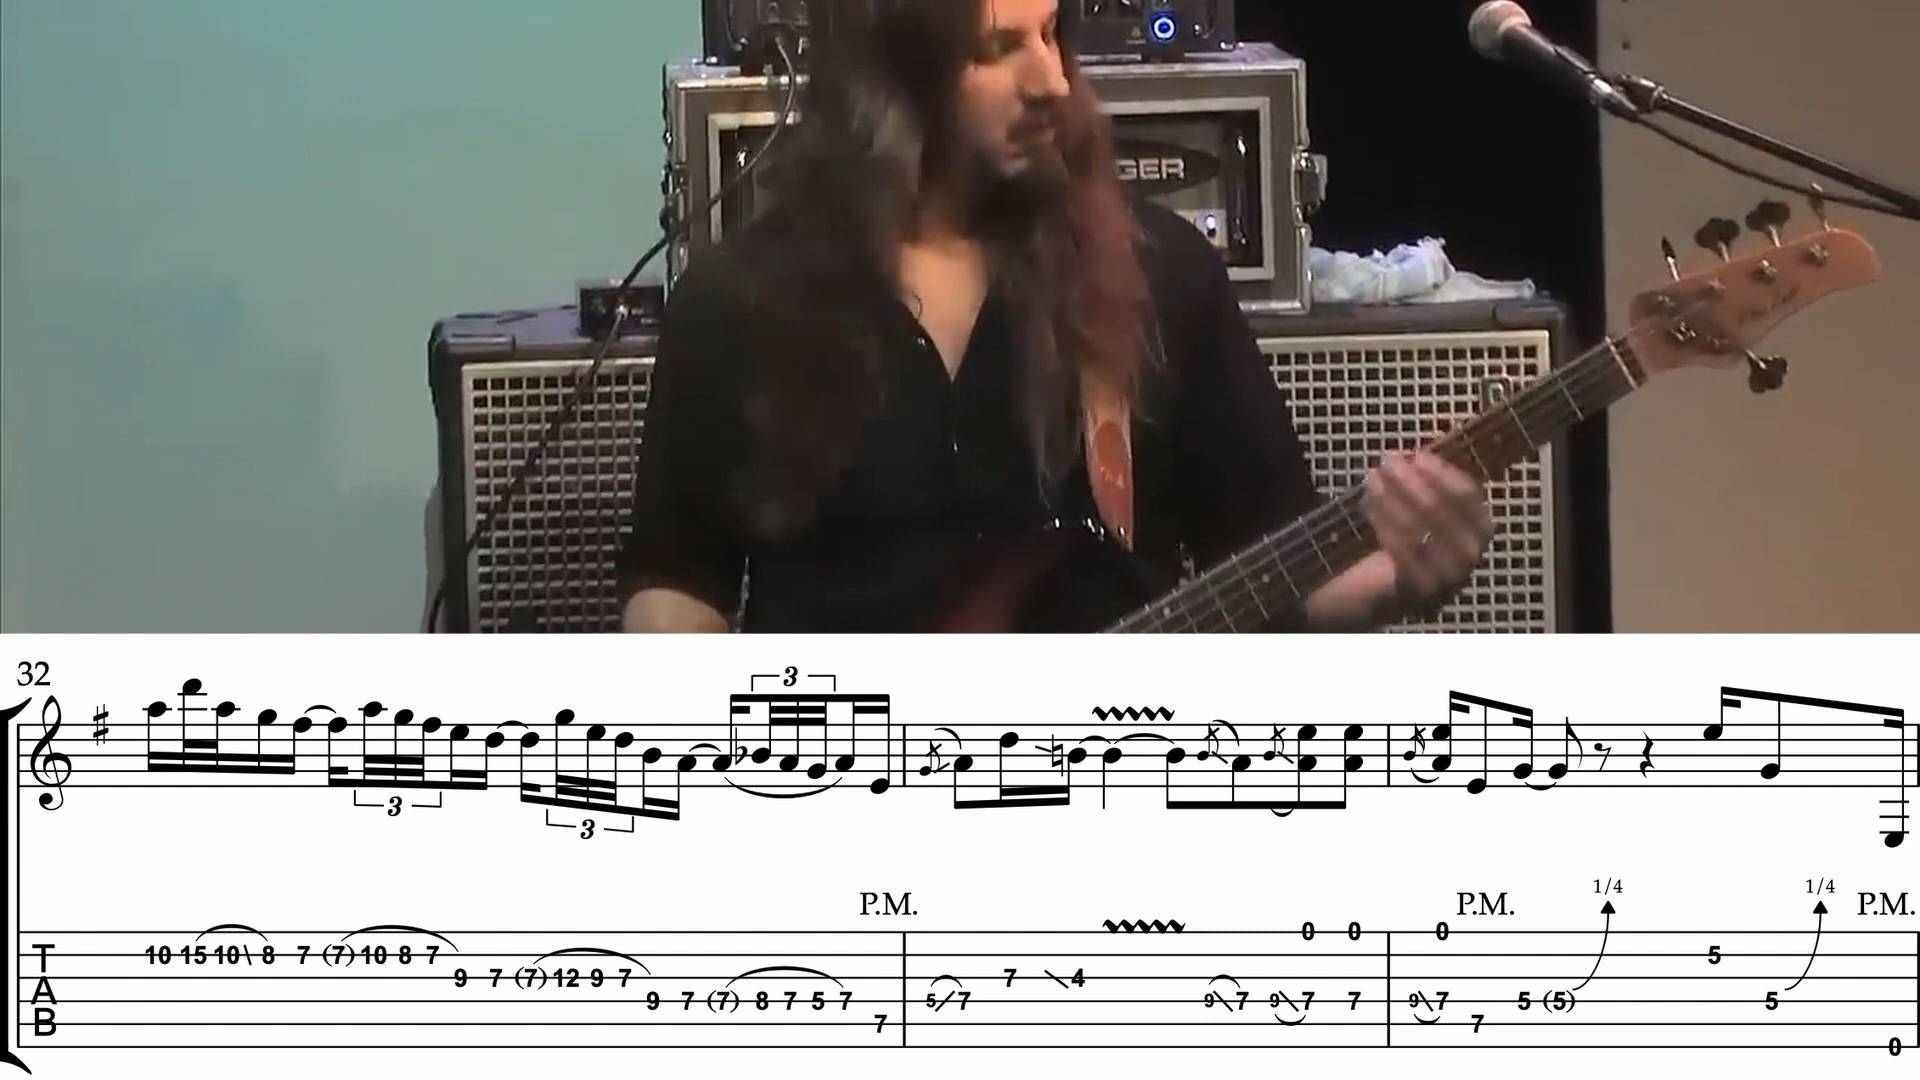 GER
32
3
3
3
3
P.M. 1/4 P.M. 1/4 P.M.
T
A
B
0 0 0
10 15 10\ 8 7 (7) 10 8 7 5
9 7 (7) 12 9 7 7 4
9 7 (7) 8 7 5 7 5 7 9 7 9 7 7 9 7 5 (5) 5
7 7
0